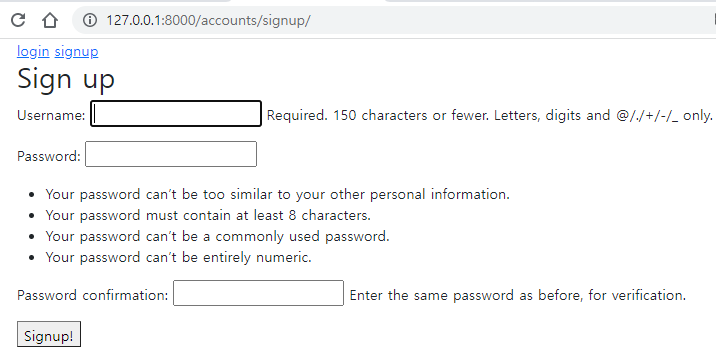 127.0.0.1:8000/accounts/signup/
login signup
Sign up
Username: Required. 150 characters or fewer. Letters, digits and @/./+/-/_ only.
Password:
• Your password can't be too similar to your other personal information.
• Your password must contain at least 8 characters.
• Your password can't be a commonly used password.
• Your password can't be entirely numeric.
Password confirmation: Enter the same password as before, for verification.
Signup!